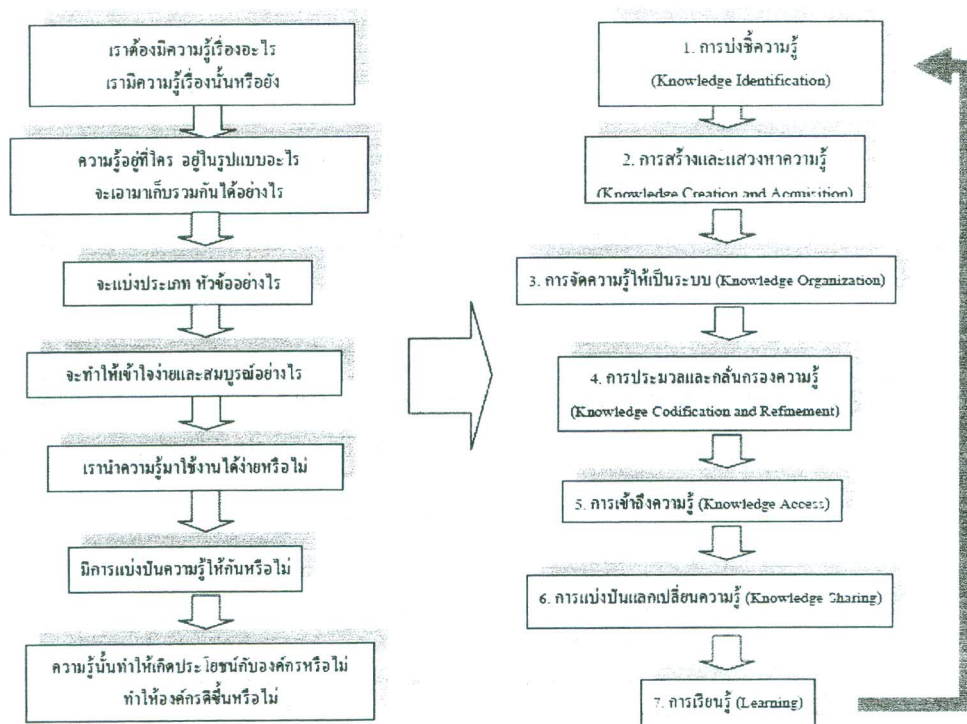 เราต้องมีความรู้เรื่องอะไร
เรามีความรู้เรื่องนั้นหรือยัง
ความรู้อยู่ที่ใคร อยู่ในรูปแบบอะไร
จะเอามาเก็บรวมกันได้อย่างไร
จะแบ่งประเภท หัวข้ออย่างไร
จะทำให้เข้าใจง่ายและสมบูรณ์อย่างไร
เรานำความรู้มาใช้งานได้ง่ายหรือไม่
มีการแบ่งปันความรู้ให้กันหรือไม่
ความรู้นั้นทำให้เกิดประโยชน์กับองค์กรหรือไม่
ทำให้องค์กรดีขึ้นหรือไม่
1. การบ่งชี้ความรู้
(Knowledge Identification)
2. การสร้างและแสวงหาความรู้
(Knowledge Creation and Acquisition)
3. การจัดความรู้ให้เป็นระบบ (Knowledge Organization)
4. การประมวลและกลั่นกรองความรู้
(Knowledge Codification and Refinement)
5. การเข้าถึงความรู้ (Knowledge Access)
6. การแบ่งปันแลกเปลี่ยนความรู้ (Knowledge Sharing)
7. การเรียนรู้ (Learning)